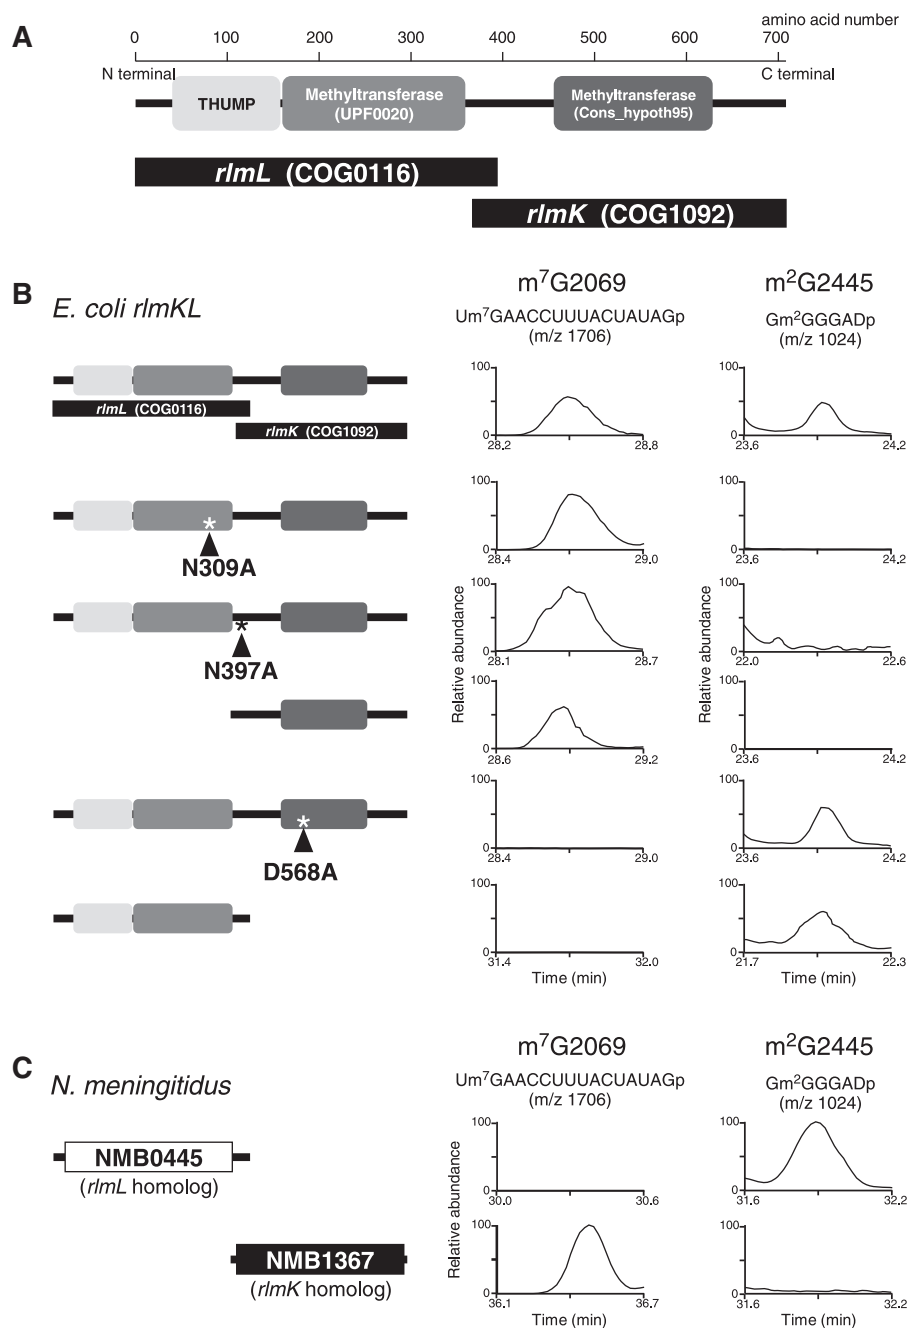 A
amino acid number
0 100 200 300 400 500 600 700
N terminal C terminal
THUMP
Methyltransferase
(UPF0020)
Methyltransferase
(Cons_hypoth95)
rlmL (COG0116)
rlmK (COG1092)
B
E. coli rlmKL
m⁷G2069
Um⁷GAACCUUUACUAUAGp
(m/z 1706)
m²G2445
Gm²GGGADp
(m/z 1024)
rlmL (COG0116)
rlmK (COG1092)
100
0
28.2 28.8
100
0
23.6 24.2
*
N309A
100
0
28.4 29.0
100
0
23.6 24.2
*
N397A
100
0
28.1 28.7
100
0
22.0 22.6
Relative abundance
Relative abundance
100
0
28.6 29.2
100
0
23.6 24.2
*
D568A
100
0
28.4 29.0
100
0
23.6 24.2
100
0
31.4 32.0
Time (min)
100
0
21.7 22.3
Time (min)
C
N. meningitidus
m⁷G2069
Um⁷GAACCUUUACUAUAGp
(m/z 1706)
m²G2445
Gm²GGGADp
(m/z 1024)
NMB0445
(rlmL homolog)
100
0
30.0 30.6
100
0
31.6 32.2
Relative abundance
NMB1367
(rlmK homolog)
100
0
36.1 36.7
Time (min)
100
0
31.6 32.2
Time (min)